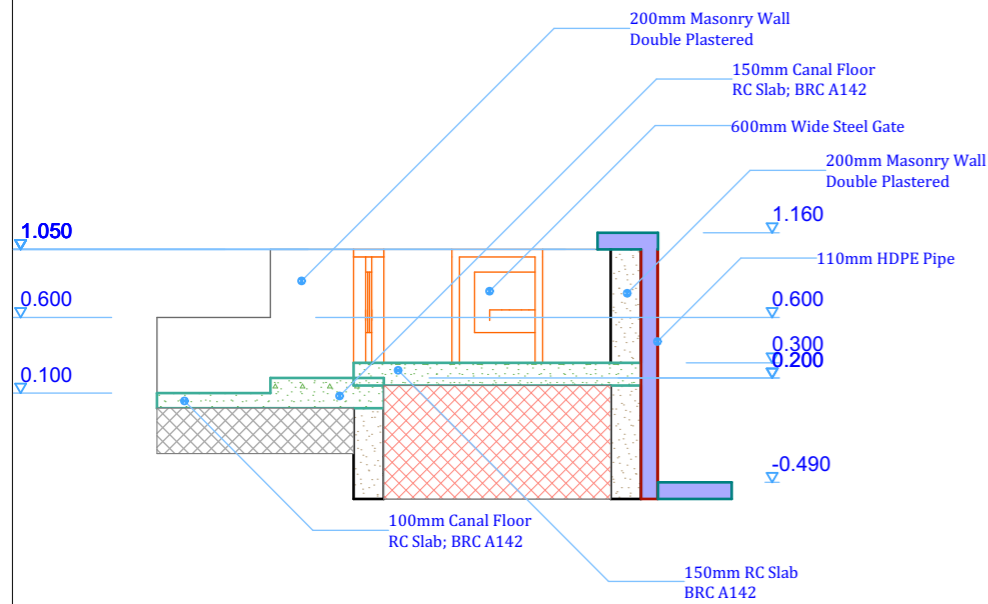 200mm Masonry Wall
Double Plastered
150mm Canal Floor
RC Slab; BRC A142
600mm Wide Steel Gate
200mm Masonry Wall
Double Plastered
1.160
1.050
110mm HDPE Pipe
0.600
0.600
0.300
0.200
0.100
-0.490
100mm Canal Floor
RC Slab; BRC A142
150mm RC Slab
BRC A142